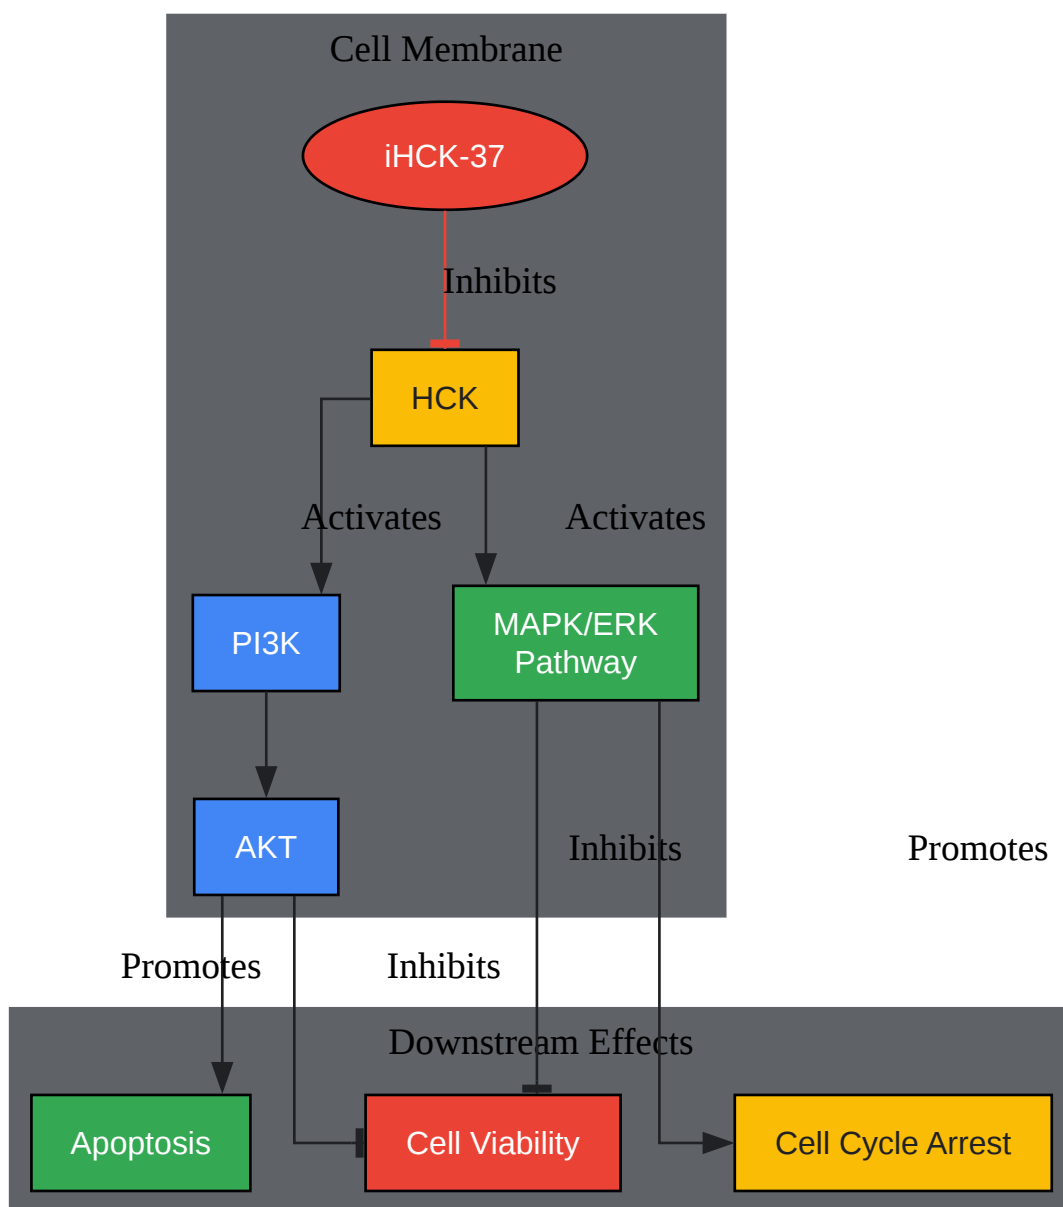 Cell Membrane
iHCK-37
Inhibits
HCK
Activates
Activates
PI3K
MAPK/ERK
Pathway
AKT
Inhibits
Promotes
Promotes
Inhibits
Downstream Effects
Apoptosis
Cell Viability
Cell Cycle Arrest